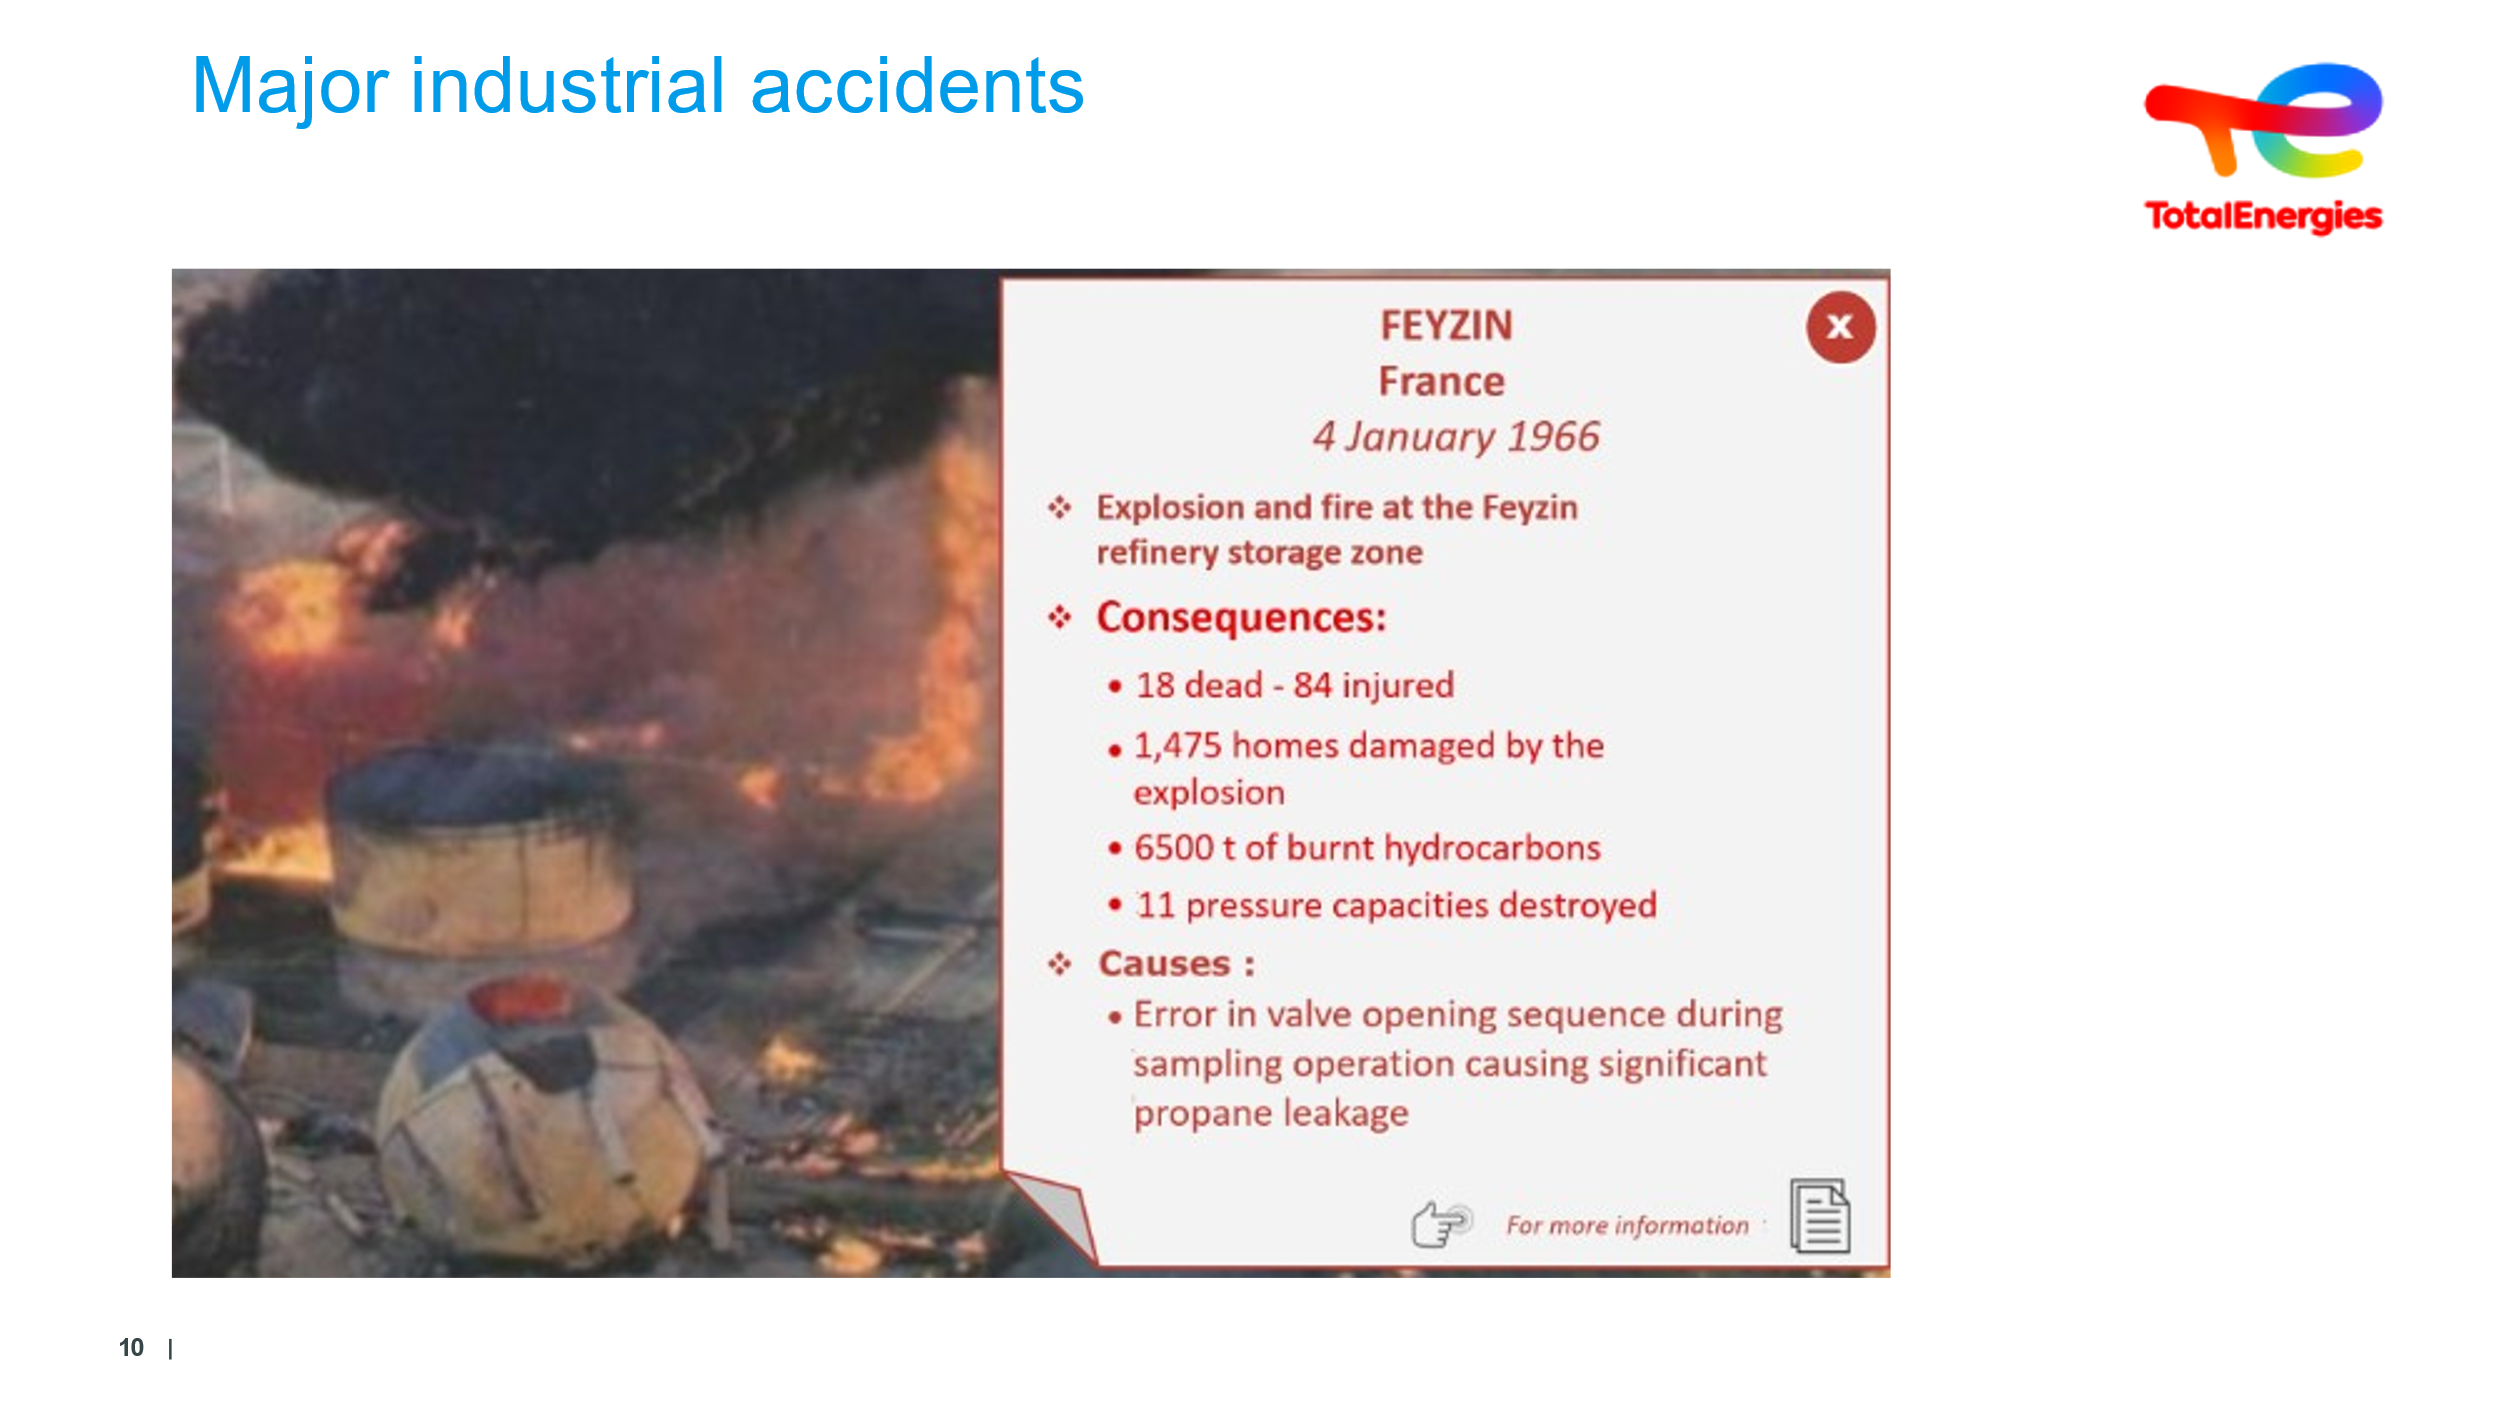 Major industrial accidents
TotalEnergies
FEYZIN
x
France
4 January 1966
❖ Explosion and fire at the Feyzin
refinery storage zone
❖ Consequences:
• 18 dead - 84 injured
• 1,475 homes damaged by the
explosion
• 6500 t of burnt hydrocarbons
• 11 pressure capacities destroyed
❖ Causes :
• Error in valve opening sequence during
sampling operation causing significant
propane leakage
For more information
10 |